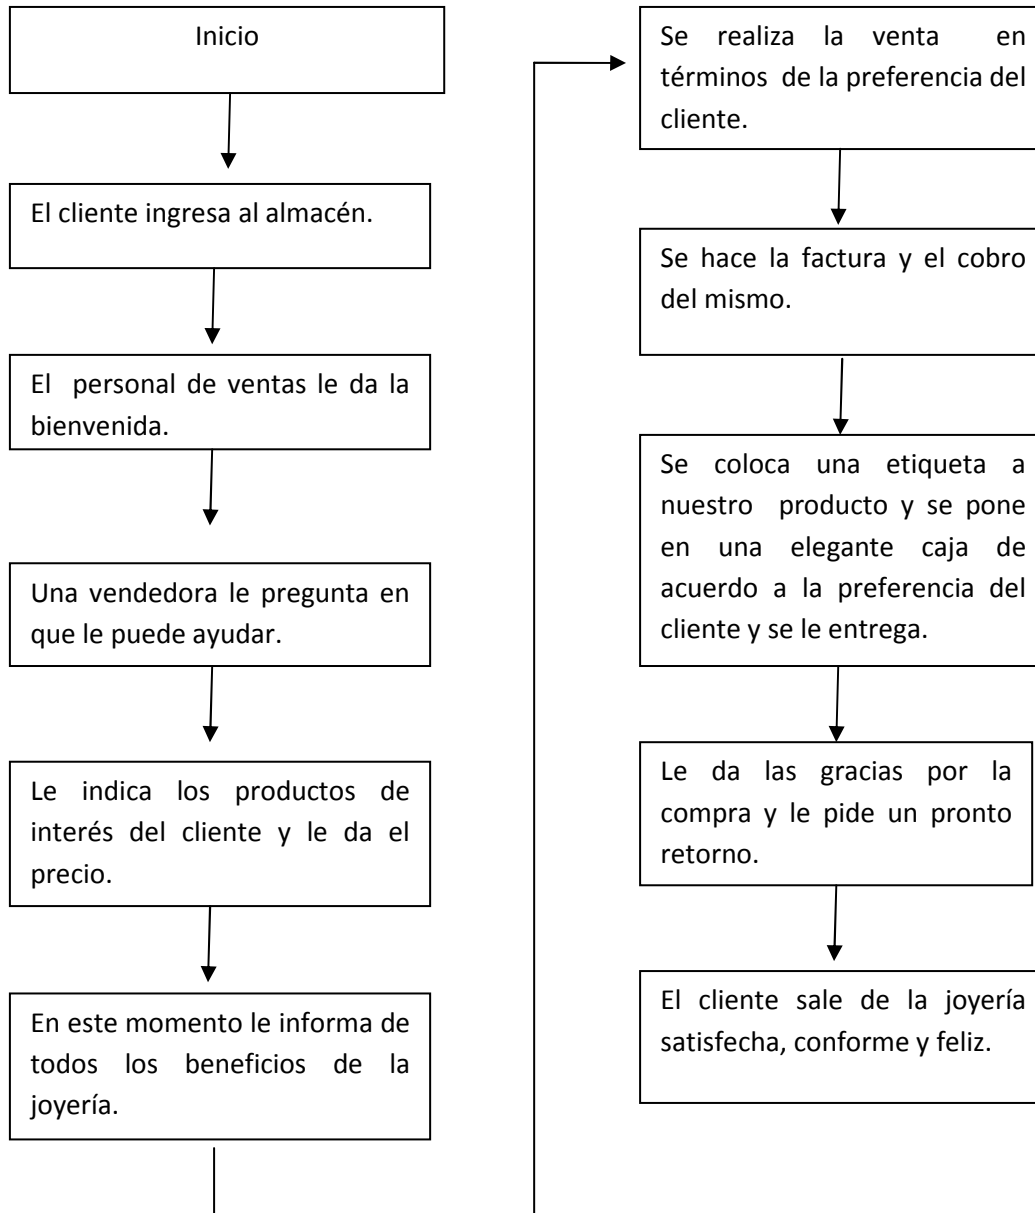 Inicio
El cliente ingresa al almacén.
El personal de ventas le da la
bienvenida.
Una vendedora le pregunta en
que le puede ayudar.
Le indica los productos de
interés del cliente y le da el
precio.
En este momento le informa de
todos los beneficios de la
joyería.
Se realiza la venta en
términos de la preferencia del
cliente.
Se hace la factura y el cobro
del mismo.
Se coloca una etiqueta a
nuestro producto y se pone
en una elegante caja de
acuerdo a la preferencia del
cliente y se le entrega.
Le da las gracias por la
compra y le pide un pronto
retorno.
El cliente sale de la joyería
satisfecha, conforme y feliz.